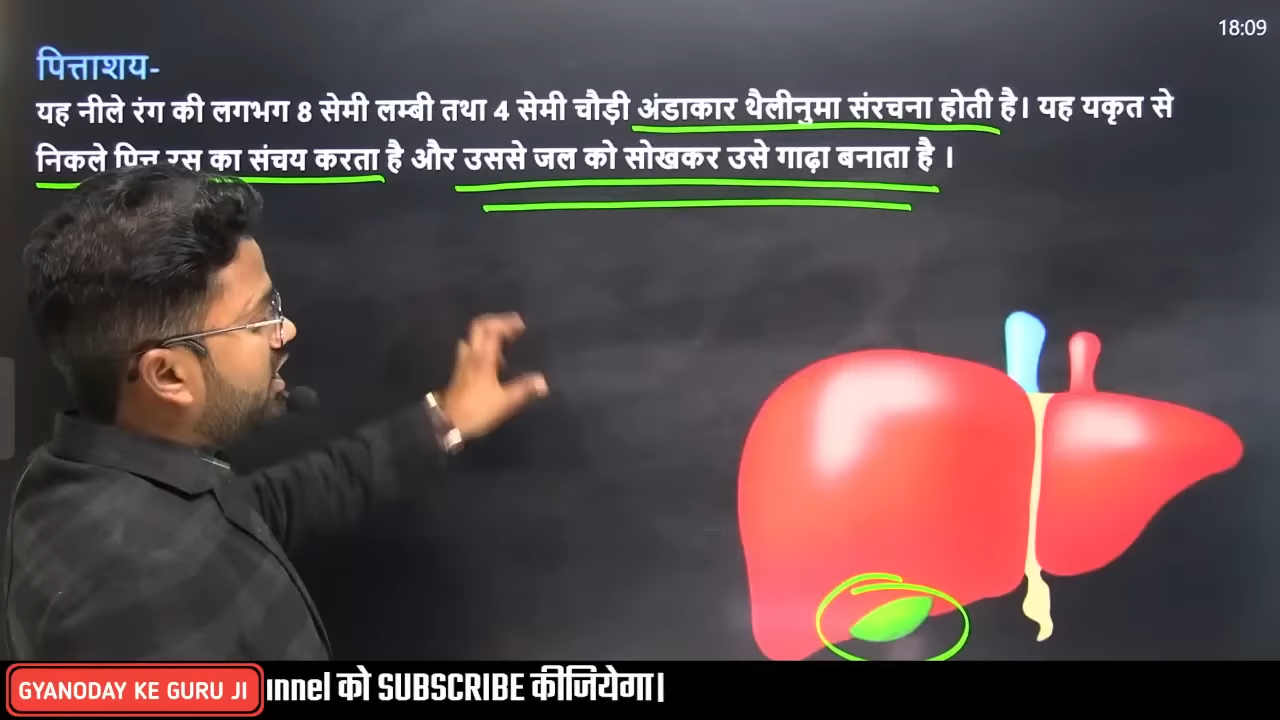 18:09
पित्ताशय-
यह नीले रंग की लगभग 8 सेमी लम्बी तथा 4 सेमी चौड़ी अंडाकार थैलीनुमा संरचना होती है। यह यकृत से
निकले पित्त रस का संचय करता है और उससे जल को सोखकर उसे गाढ़ा बनाता है ।
GYANODAY KE GURU JI
nnel को SUBSCRIBE कीजियेगा।